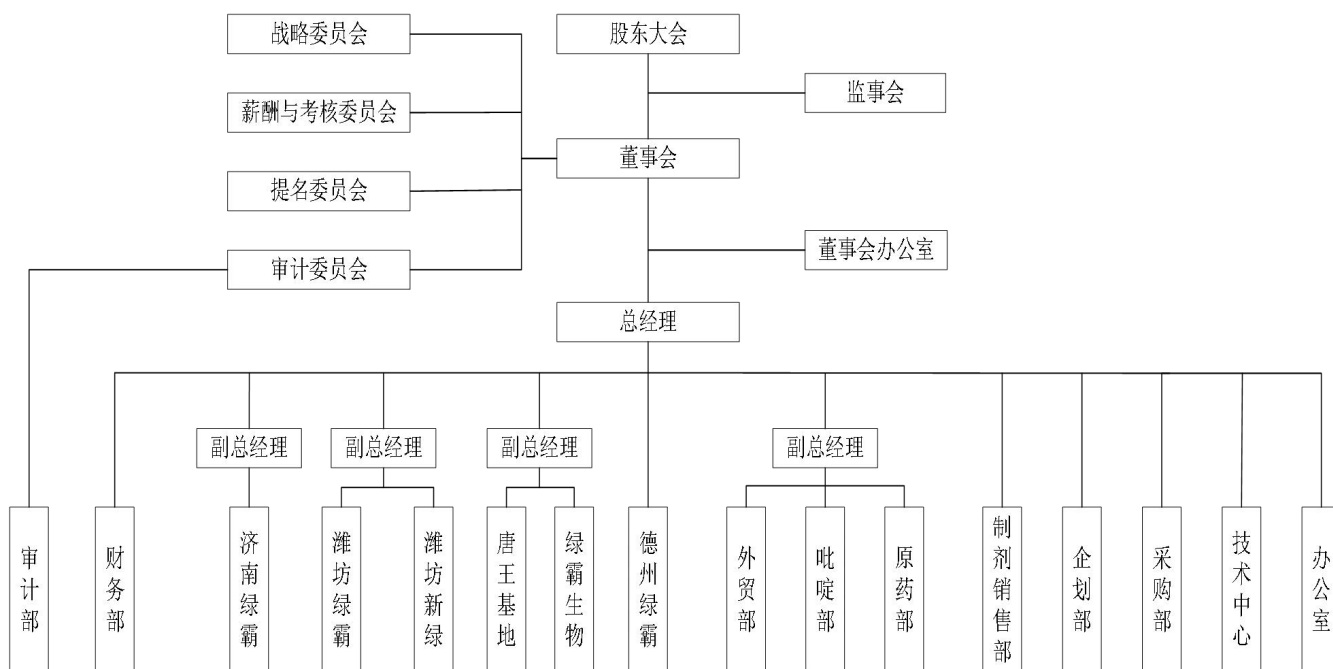 战略委员会
股东大会
薪酬与考核委员会
监事会
董事会
提名委员会
董事会办公室
审计委员会
总经理
副总经理
副总经理
副总经理
副总经理
审计部
财务部
济南绿霸
潍坊绿霸
潍坊新绿
唐王基地
绿霸生物
德州绿霸
外贸部
吡啶部
原药部
制剂销售部
企划部
采购部
技术中心
办公室